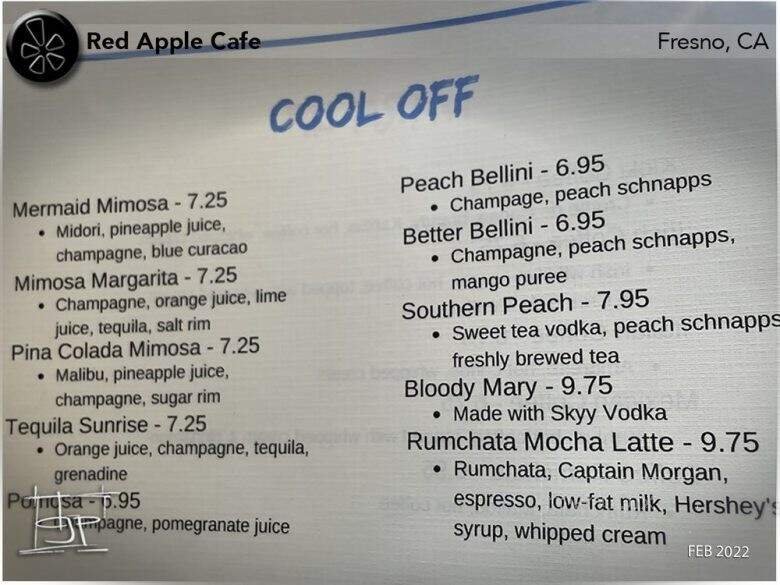 Red Apple Cafe
Fresno, CA
COOL OFF
Mermaid Mimosa - 7.25
• Midori, pineapple juice,
champagne, blue curacao
Mimosa Margarita - 7.25
• Champagne, orange juice, lime
juice, tequila, salt rim
Pina Colada Mimosa - 7.25
• Malibu, pineapple juice,
champagne, sugar rim
Tequila Sunrise - 7.25
• Orange juice, champagne, tequila,
grenadine
6.95
pomegranate juice
Peach Bellini - 6.95
• Champage, peach schnapps
Better Bellini - 6.95
• Champagne, peach schnapps,
mango puree
Southern Peach - 7.95
• Sweet tea vodka, peach schnapps
freshly brewed tea
Bloody Mary - 9.75
• Made with Skyy Vodka
Rumchata Mocha Latte - 9.75
• Rumchata, Captain Morgan,
espresso, low-fat milk, Hershey's
syrup, whipped cream
FEB 2022